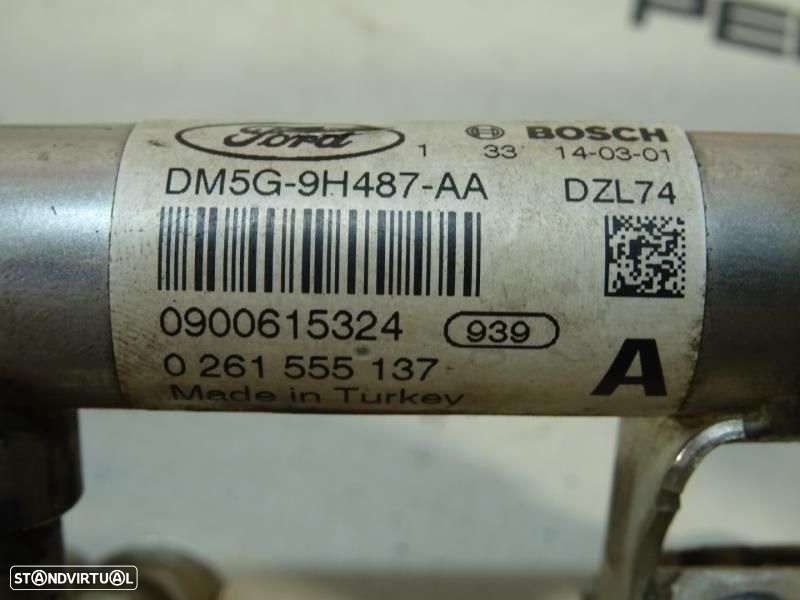 Ford
1 33 BOSCH
14-03-01
DM5G-9H487-AA DZL74
0900615324 939
0 261 555 137 A
Made in Turkey
STANDVIRTUAL